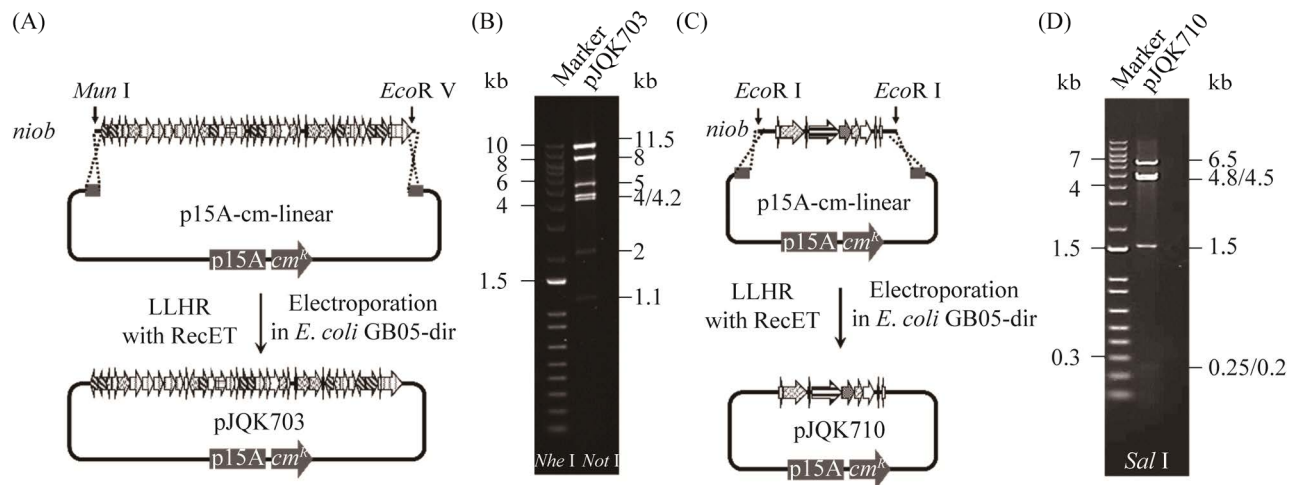 (A)
Mun I
EcoR V
niob
p15A-cm-linear
p15A
cmR
LLHR
with RecET
Electroporation
in E. coli GB05-dir
pJQK703
p15A
cmR
(B)
Marker
pJQK703
kb
10
8
6
4
1.5
11.5
8
5
4/4.2
2
1.1
Nhe I Not I
(C)
EcoR I
EcoR I
niob
p15A-cm-linear
p15A
cmR
LLHR
with RecET
Electroporation
in E. coli GB05-dir
pJQK710
p15A
cmR
(D)
Marker
pJQK710
kb
kb
7
4
1.5
0.3
6.5
4.8/4.5
1.5
0.25/0.2
Sal I